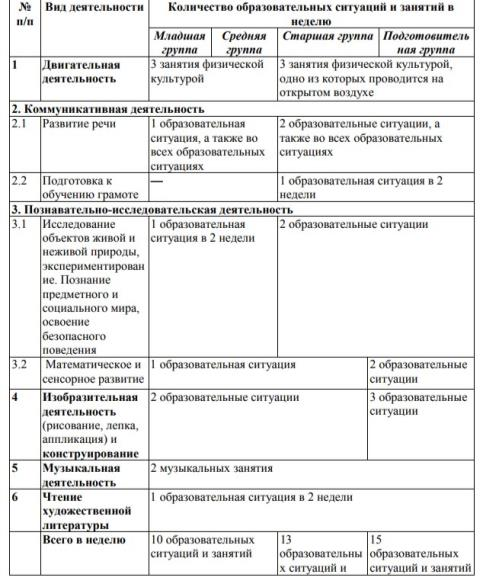 № п/п
Вид деятельности
Количество образовательных ситуаций и занятий в
неделю
Младшая группа
Средняя группа
Старшая группа
Подготовитель
ная группа
1
Двигательная
деятельность
3 занятия физической
культурой
3 занятия физической культурой,
одно из которых проводится на
открытом воздухе
2. Коммуникативная деятельность
2.1
Развитие речи
1 образовательная
ситуация, а также во
всех образовательных
ситуациях
2 образовательные ситуации, а
также во всех образовательных
ситуациях
2.2
Подготовка к
обучению грамоте
—
1 образовательная ситуация в 2
недели
3. Познавательно-исследовательская деятельность
3.1
Исследование
объектов живой и
неживой природы,
экспериментирован
ие. Познание
предметного и
социального мира,
освоение
безопасного
поведения
1 образовательная
ситуация в 2 недели
2 образовательные ситуации
3.2
Математическое и
сенсорное развитие
1 образовательная ситуация
2 образовательные
ситуации
4
Изобразительная
деятельность
(рисование, лепка,
аппликация) и
конструирование
2 образовательные ситуации
3 образовательные
ситуации
5
Музыкальная
деятельность
2 музыкальных занятия
6
Чтение
художественной
литературы
1 образовательная ситуация в 2 недели
Всего в неделю
10 образовательных
ситуаций и занятий
13
образовательны
х ситуаций и
15
образовательных
ситуаций и занятий